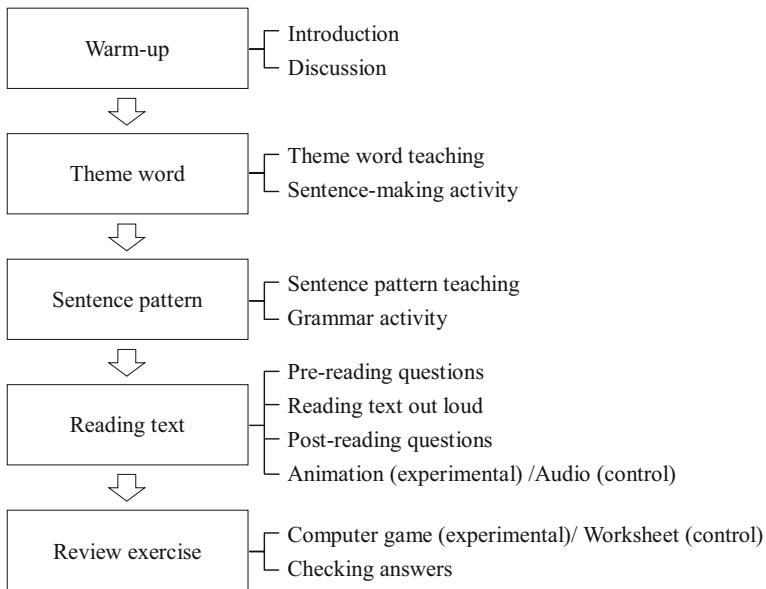 Warm-up
Introduction
Discussion
Theme word
Theme word teaching
Sentence-making activity
Sentence pattern
Sentence pattern teaching
Grammar activity
Reading text
Pre-reading questions
Reading text out loud
Post-reading questions
Animation (experimental) /Audio (control)
Review exercise
Computer game (experimental)/ Worksheet (control)
Checking answers